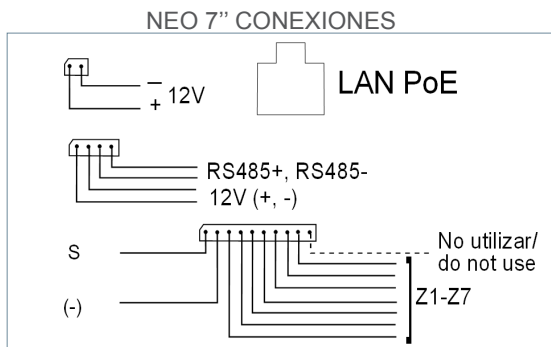 NEO 7’’ CONEXIONES
LAN PoE
– 12V
+
RS485+, RS485-
12V (+, -)
S
No utilizar/
do not use
(-)
Z1-Z7